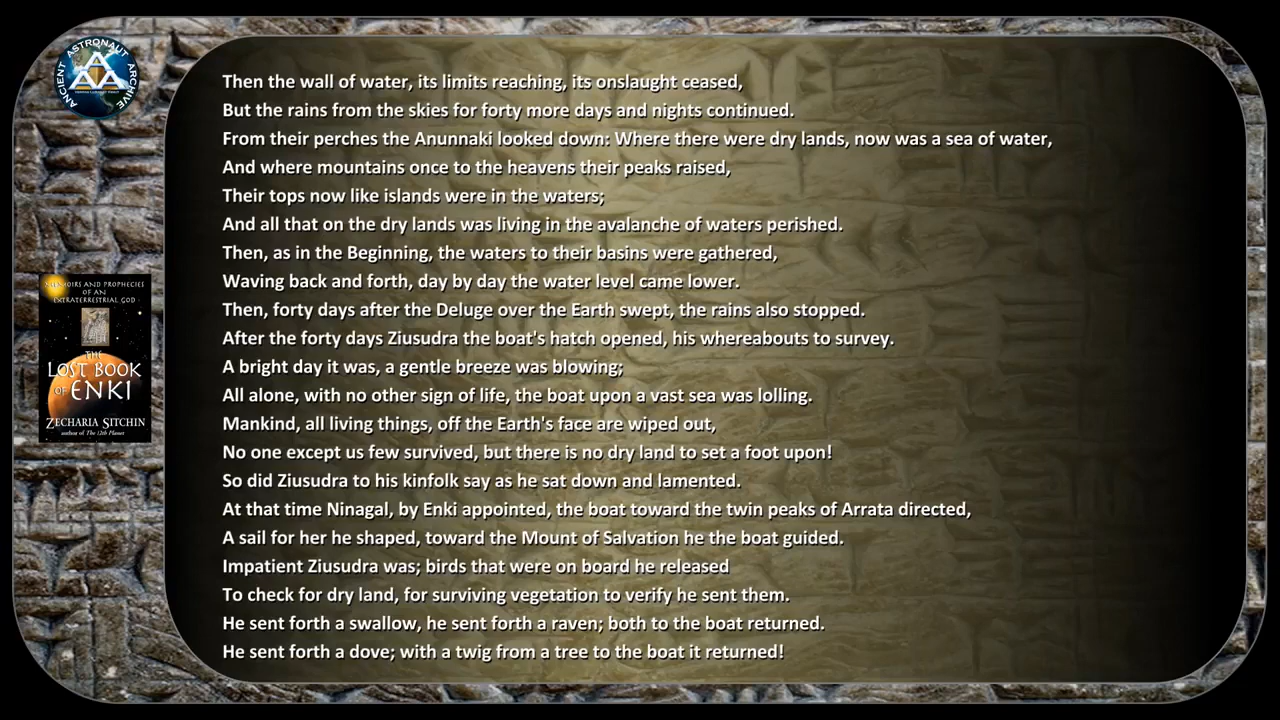 ANCIENT ASTRONAUT ARCHIVE
Then the wall of water, its limits reaching, its onslaught ceased,
But the rains from the skies for forty more days and nights continued.
From their perches the Anunnaki looked down: Where there were dry lands, now was a sea of water,
And where mountains once to the heavens their peaks raised,
Their tops now like islands were in the waters;
And all that on the dry lands was living in the avalanche of waters perished.
Then, as in the Beginning, the waters to their basins were gathered,
Waving back and forth, day by day the water level came lower.
Then, forty days after the Deluge over the Earth swept, the rains also stopped.
After the forty days Ziusudra the boat's hatch opened, his whereabouts to survey.
A bright day it was, a gentle breeze was blowing;
All alone, with no other sign of life, the boat upon a vast sea was lolling.
Mankind, all living things, off the Earth's face are wiped out,
No one except us few survived, but there is no dry land to set a foot upon!
So did Ziusudra to his kinfolk say as he sat down and lamented.
At that time Ninagal, by Enki appointed, the boat toward the twin peaks of Arrata directed,
A sail for her he shaped, toward the Mount of Salvation he the boat guided.
Impatient Ziusudra was; birds that were on board he released
To check for dry land, for surviving vegetation to verify he sent them.
He sent forth a swallow, he sent forth a raven; both to the boat returned.
He sent forth a dove; with a twig from a tree to the boat it returned!
MEMOIRS AND PROPHECIES
OF AN
EXTRATERRESTRIAL GOD
THE
LOST BOOK
OF ENKI
ZECHARIA SITCHIN
author of The 12th Planet